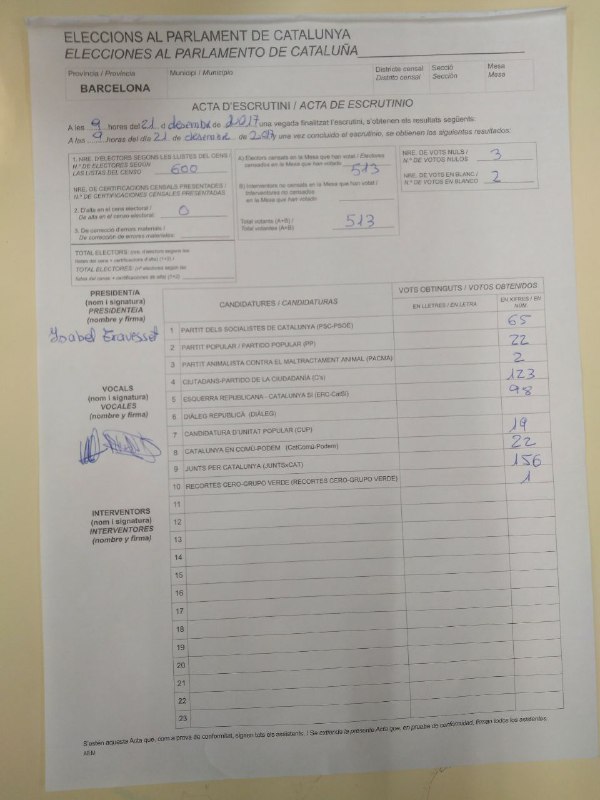 ELECCIONS AL PARLAMENT DE CATALUNYA
ELECCIONES AL PARLAMENTO DE CATALUÑA
Província / Provincia Municipi / Municipio Districte censal Secció Mesa
Distrito censal Sección Mesa
BARCELONA
ACTA D'ESCRUTINI / ACTA DE ESCRUTINIO
A les 9 hores del 21 d desembre de 2017 una vegada finalitzat l'escrutini, s'obtenen els resultats següents:
A las 9 horas del día 21 de desembre de 2017 una vez concluido el escrutinio, se obtienen los siguientes resultados:
1. NRE. D'ELECTORS SEGONS LES LLISTES DEL CENS /
N.º DE ELECTORES SEGÚN
LAS LISTAS DEL CENSO 600
NRE. DE CERTIFICACIONS CENSALS PRESENTADES /
N.º DE CERTIFICACIONES CENSALES PRESENTADAS
2. D'alta en el cens electoral /
De alta en el censo electoral: 0
3. De correcció d'errors materials /
De corrección de errores materiales:
TOTAL ELECTORS: (nre. d'electors segons les
llistes del cens + certificacions d'alta) (1+2) /
TOTAL ELECTORES: (nº electores según las
listas del censo + certificaciones de alta) (1+2)
A) Electors censats en la Mesa que han votat / Electores
censados en la Mesa que han votado 513
B) Interventors no censats en la Mesa que han votat /
Interventores no censados
en la Mesa que han votado
Total votants (A+B) /
Total votantes (A+B) 513
NRE. DE VOTS NULS /
N.º DE VOTOS NULOS 3
NRE. DE VOTS EN BLANC /
N.º DE VOTOS EN BLANCO 2
PRESIDENT/A
(nom i signatura)
PRESIDENTE/A
(nombre y firma)
Ysabel Travesset
VOCALS
(nom i signatura)
VOCALES
(nombre y firma)
INTERVENTORS
(nom i signatura)
INTERVENTORES
(nombre y firma)
CANDIDATURES / CANDIDATURAS VOTS OBTINGUTS / VOTOS OBTENIDOS
EN LLETRES / EN LETRA EN XIFRES / EN NÚM.
1 PARTIT DELS SOCIALISTES DE CATALUNYA (PSC-PSOE) 65
2 PARTIT POPULAR / PARTIDO POPULAR (PP) 22
3 PARTIT ANIMALISTA CONTRA EL MALTRACTAMENT ANIMAL (PACMA) 2
4 CIUTADANS-PARTIDO DE LA CIUDADANÍA (C's) 123
5 ESQUERRA REPUBLICANA - CATALUNYA SÍ (ERC-CatSí) 98
6 DIÀLEG REPUBLICÀ (DIÀLEG)
7 CANDIDATURA D'UNITAT POPULAR (CUP) 19
8 CATALUNYA EN COMÚ-PODEM (CatComú-Podem) 22
9 JUNTS PER CATALUNYA (JUNTSxCAT) 156
10 RECORTES CERO-GRUPO VERDE (RECORTES CERO-GRUPO VERDE) 1
11
12
13
14
15
16
17
18
19
20
21
22
23
S'estén aquesta Acta que, com a prova de conformitat, signen tots els assistents. / Se extiende la presente Acta que, en prueba de conformidad, firman todos los asistentes.